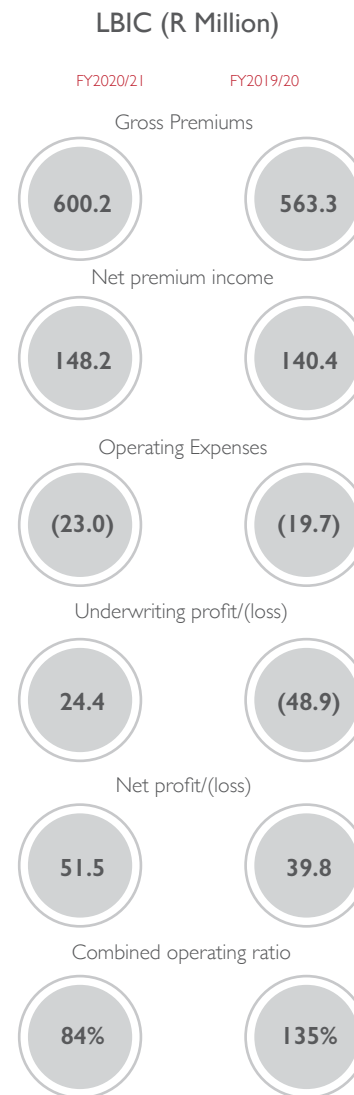 LBIC (R Million)
FY2020/21 FY2019/20
Gross Premiums
600.2 563.3
Net premium income
148.2 140.4
Operating Expenses
(23.0) (19.7)
Underwriting profit/(loss)
24.4 (48.9)
Net profit/(loss)
51.5 39.8
Combined operating ratio
84% 135%